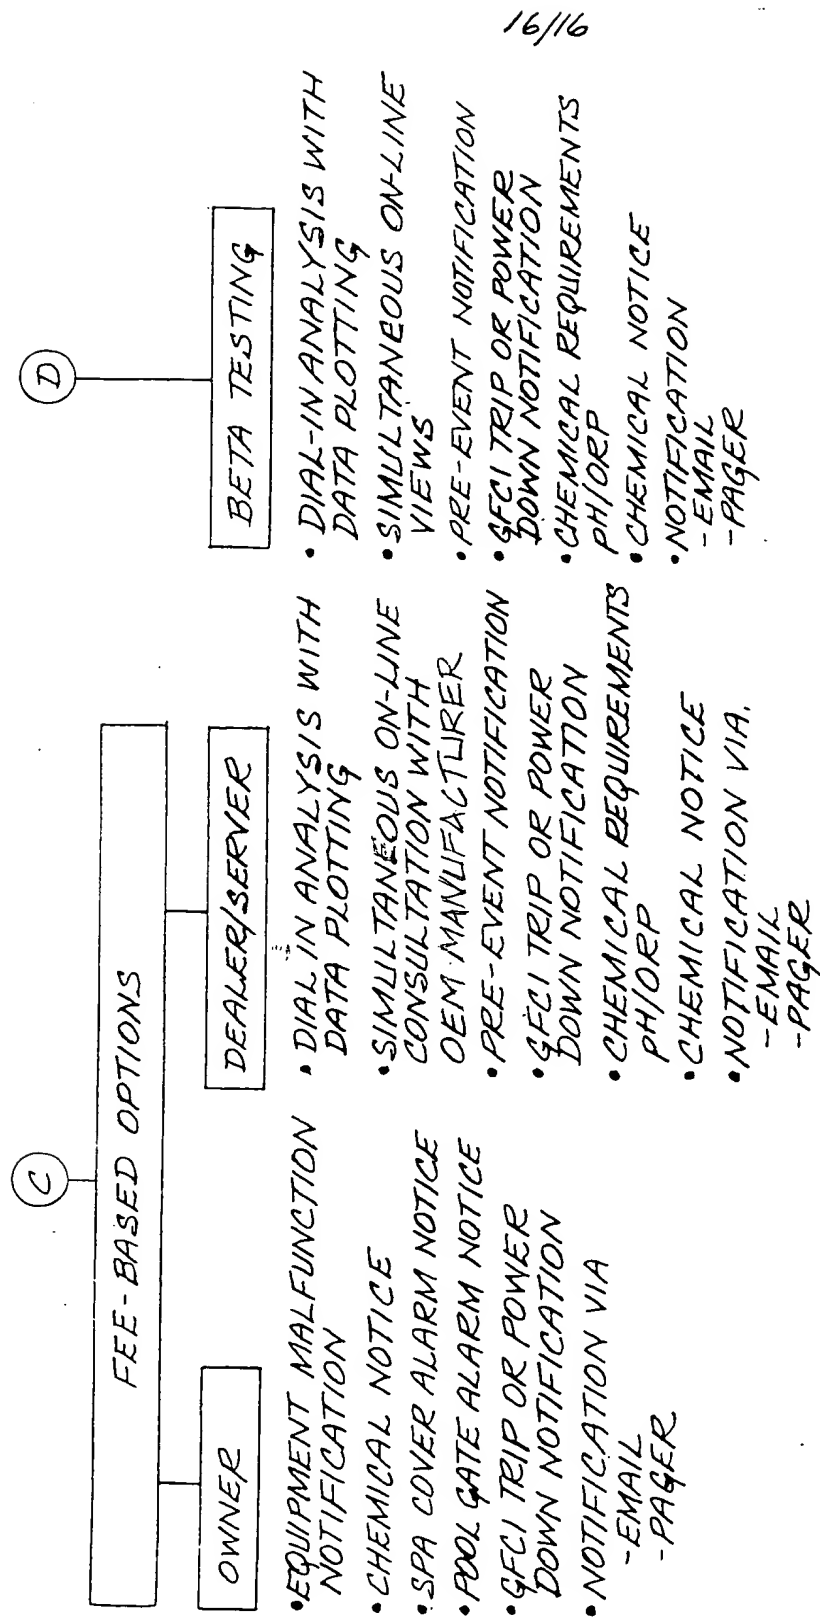 16/16
C
FEE-BASED OPTIONS
OWNER
•EQUIPMENT MALFUNCTION
NOTIFICATION
•CHEMICAL NOTICE
•SPA COVER ALARM NOTICE
•POOL GATE ALARM NOTICE
•GFCI TRIP OR POWER
DOWN NOTIFICATION
•NOTIFICATION VIA
-EMAIL
-PAGER
DEALER/SERVER
•DIAL IN ANALYSIS WITH
DATA PLOTTING
•SIMULTANEOUS ON-LINE
CONSULTATION WITH
OEM MANUFACTURER
•PRE-EVENT NOTIFICATION
•GFCI TRIP OR POWER
DOWN NOTIFICATION
•CHEMICAL REQUIREMENTS
PH/ORP
•CHEMICAL NOTICE
•NOTIFICATION VIA.
-EMAIL
-PAGER
D
BETA TESTING
•DIAL-IN ANALYSIS WITH
DATA PLOTTING
•SIMULTANEOUS ON-LINE
VIEWS
•PRE-EVENT NOTIFICATION
•GFCI TRIP OR POWER
DOWN NOTIFICATION
•CHEMICAL REQUIREMENTS
PH/ORP
•CHEMICAL NOTICE
•NOTIFICATION
-EMAIL
-PAGER